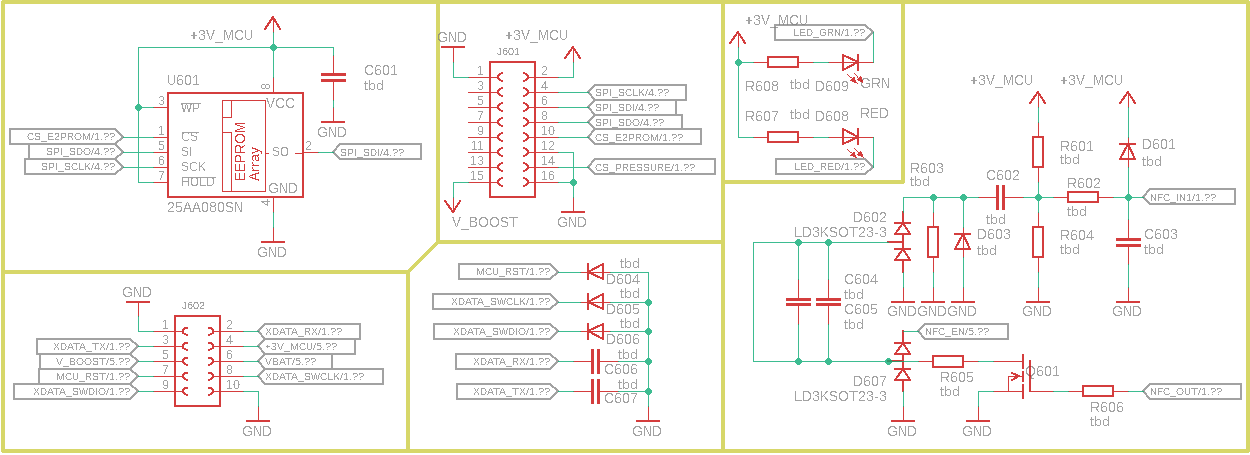 +3V_MCU
C601
tbd
U601
8
VCC
3
WP
GND
CS_E2PROM/1.??
1
CS
SPI_SDO/4.??
5
SI
SO
2
SPI_SDI/4.??
SPI_SCLK/4.??
6
SCK
7
HOLD
EEPROM
Array
GND
25AA080SN
4
GND
GND
+3V_MCU
J601
1
2
3
4
SPI_SCLK/4.??
5
6
SPI_SDI/4.??
7
8
SPI_SDO/4.??
9
10
CS_E2PROM/1.??
11
12
13
14
CS_PRESSURE/1.??
15
16
V_BOOST
GND
+3V_MCU
LED_GRN/1.??
R608
tbd
D609
GRN
R607
tbd
D608
RED
LED_RED/1.??
+3V_MCU
+3V_MCU
R601
tbd
D601
tbd
R603
tbd
C602
tbd
R602
tbd
NFC_IN1/1.??
D602
LD3KSOT23-3
D603
tbd
R604
tbd
C603
tbd
C604
tbd
C605
tbd
GND
GND
GND
GND
GND
NFC_EN/5.??
D607
LD3KSOT23-3
R605
tbd
Q601
R606
tbd
NFC_OUT/1.??
GND
GND
GND
J602
1
2
XDATA_RX/1.??
XDATA_TX/1.??
3
4
+3V_MCU/5.??
V_BOOST/5.??
5
6
VBAT/5.??
MCU_RST/1.??
7
8
XDATA_SWCLK/1.??
XDATA_SWDIO/1.??
9
10
GND
tbd
MCU_RST/1.??
D604
tbd
XDATA_SWCLK/1.??
D605
tbd
XDATA_SWDIO/1.??
D606
tbd
XDATA_RX/1.??
C606
tbd
XDATA_TX/1.??
C607
GND